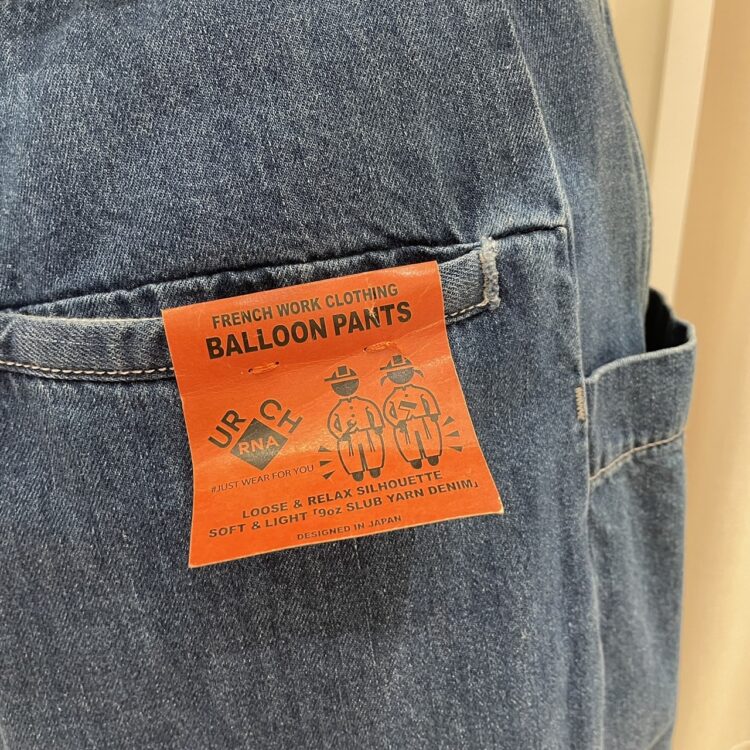 FRENCH WORK CLOTHING
BALLOON PANTS
UR CH
RNA
#JUST WEAR FOR YOU
LOOSE & RELAX SILHOUETTE
SOFT & LIGHT「9oz SLUB YARN DENIM」
DESIGNED IN JAPAN